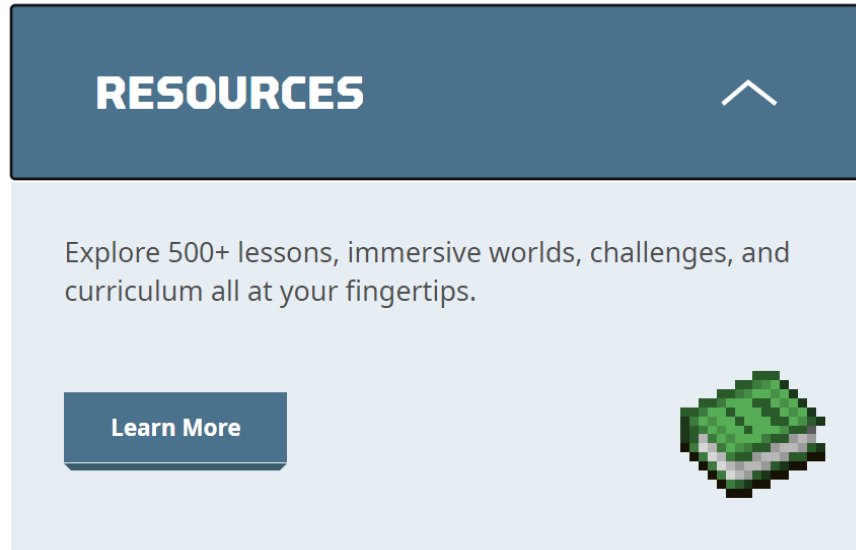 RESOURCES
Explore 500+ lessons, immersive worlds, challenges, and
curriculum all at your fingertips.
Learn More